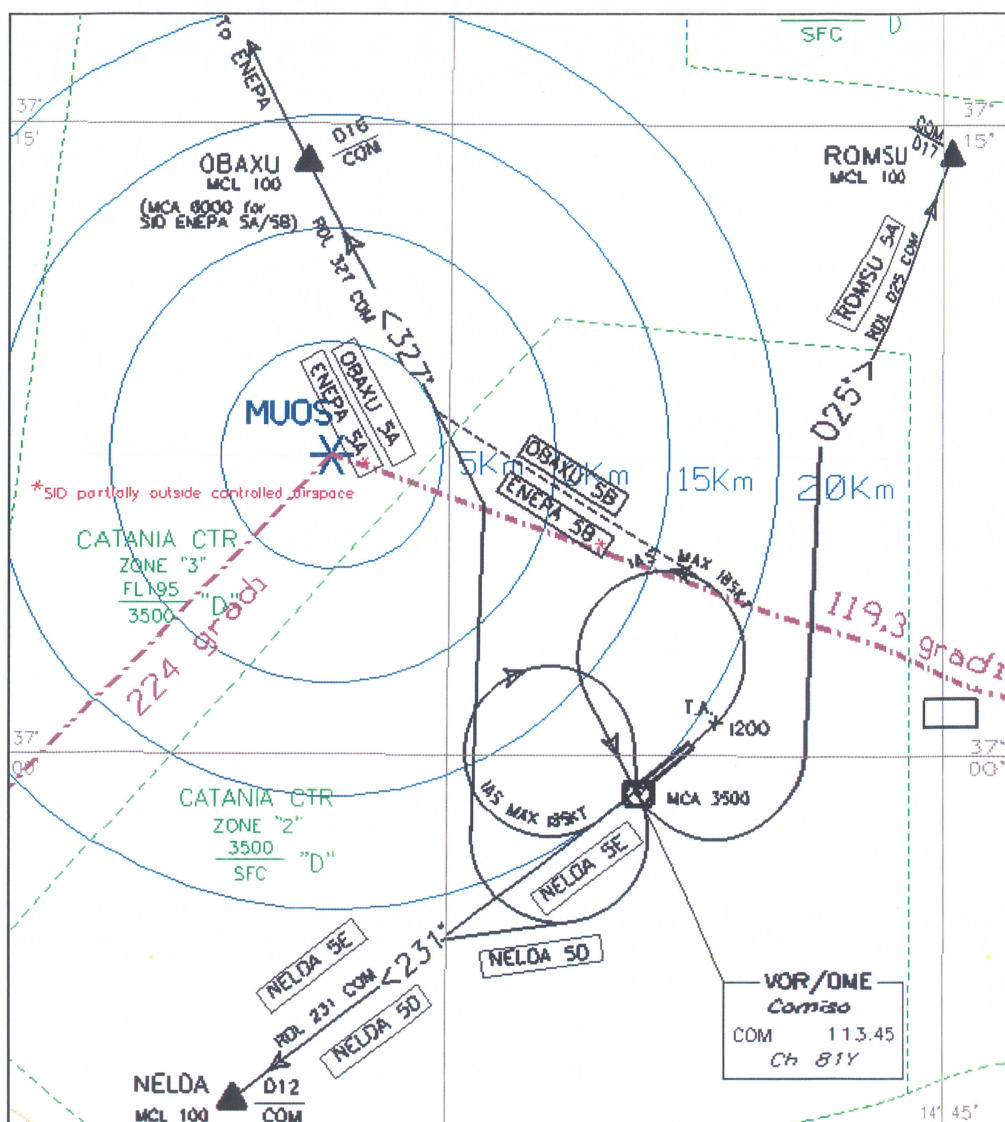 SFC D
To ENEPA
37°
15'
D16
COM
OBAXU
MCL 100
(MCA 6000 for
SID ENEPA 5A/5B)
COM
D17
37°
15'
ROMSU
MCL 100
RDL 327 COM
<327°
ROMSU 5A
RDL 025 COM
025°>
OBAXU 5A
ENEPA 5A*
MUOS
5Km
15Km
20Km
OBAXU 5B
ENEPA 5B*
*SID partially outside controlled airspace
CATANIA CTR
ZONE "3"
FL195
3500 "D"
224 gradi
IAS MAX 185KT
119,3 gradi
T.P.
1200
37°
00'
37°
00'
MCA 3500
IAS MAX 185KT
CATANIA CTR
ZONE "2"
3500
SFC "D"
NELDA 5E
NELDA 5E
<231°
NELDA 5D
RDL 231 COM
NELDA 5D
VOR/DME
Comiso
COM 113.45
Ch 81Y
NELDA
MCL 100
D12
COM
14° 45'